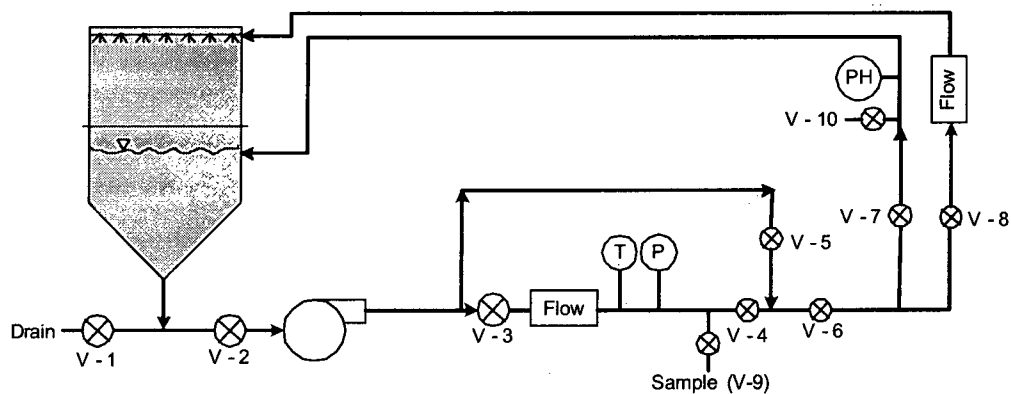 PH
Flow
V - 10
V - 7
V - 8
V - 5
T
P
Flow
Drain
V - 1
V - 2
V - 3
V - 4
V - 6
Sample (V-9)